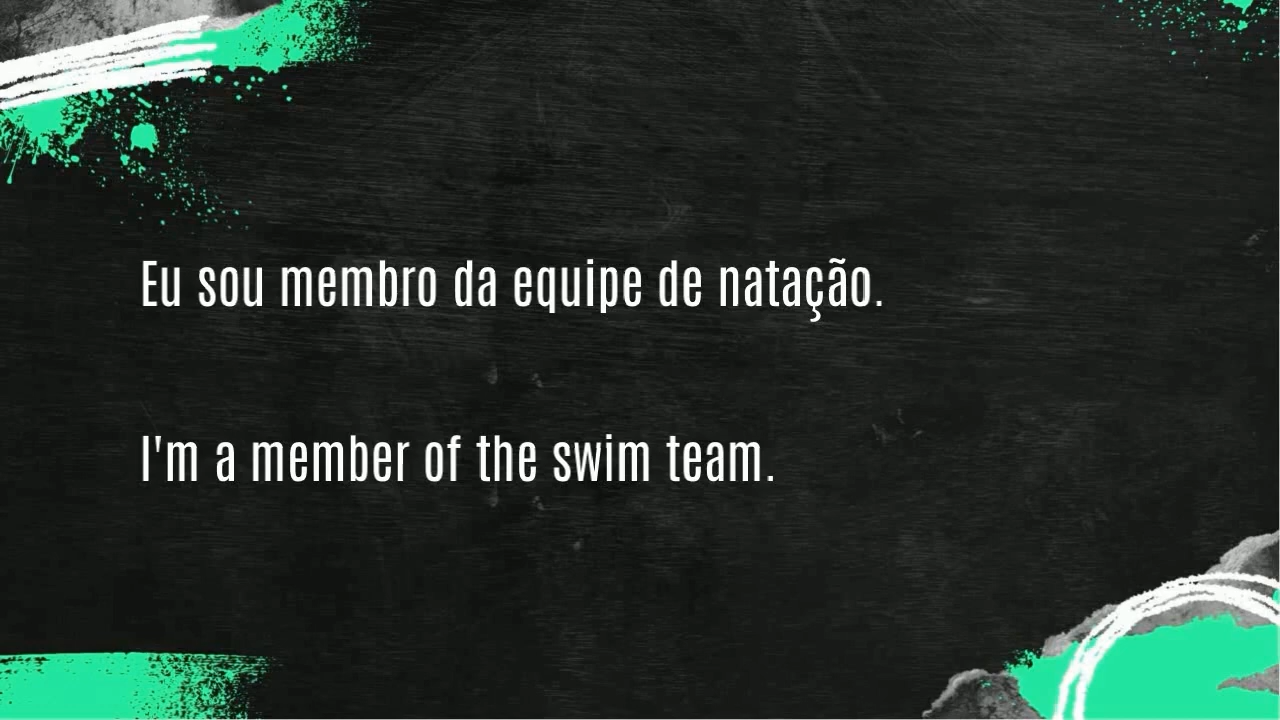 Eu sou membro da equipe de natação.
I'm a member of the swim team.